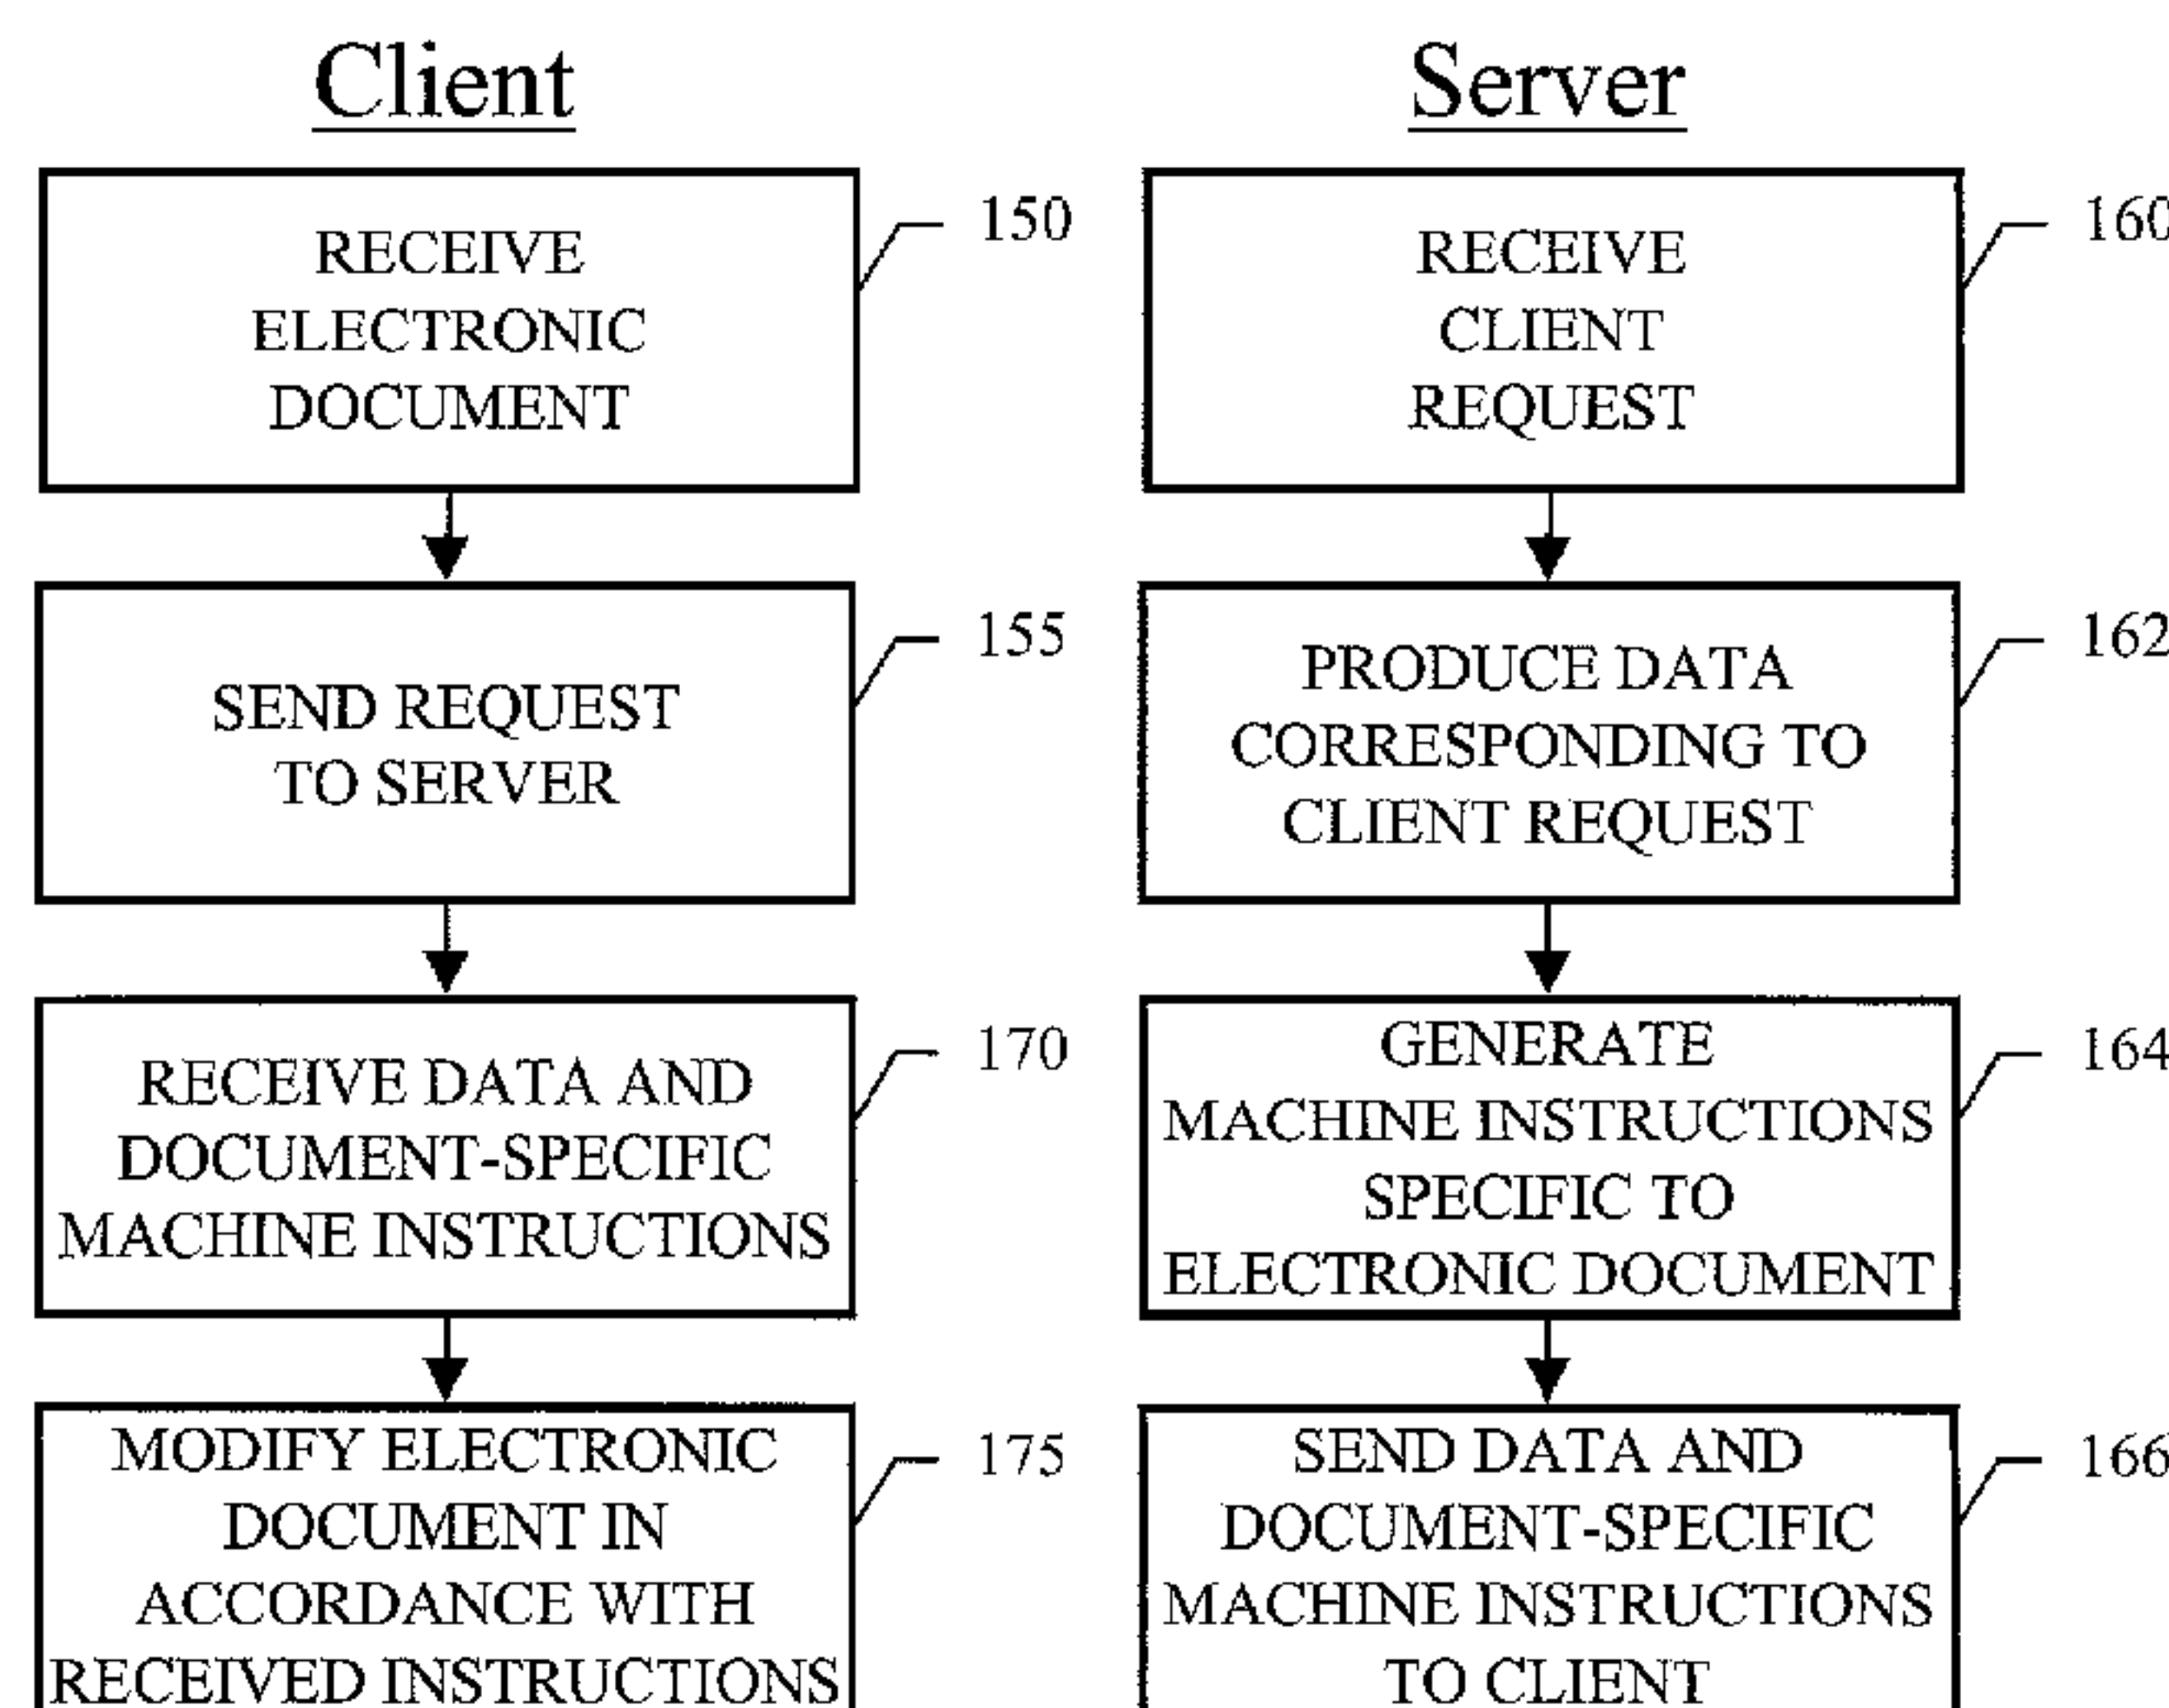 Client
RECEIVE
ELECTRONIC
DOCUMENT
150
SEND REQUEST
TO SERVER
155
RECEIVE DATA AND
DOCUMENT-SPECIFIC
MACHINE INSTRUCTIONS
170
MODIFY ELECTRONIC
DOCUMENT IN
ACCORDANCE WITH
RECEIVED INSTRUCTIONS
175
Server
RECEIVE
CLIENT
REQUEST
160
PRODUCE DATA
CORRESPONDING TO
CLIENT REQUEST
162
GENERATE
MACHINE INSTRUCTIONS
SPECIFIC TO
ELECTRONIC DOCUMENT
164
SEND DATA AND
DOCUMENT-SPECIFIC
MACHINE INSTRUCTIONS
TO CLIENT
166